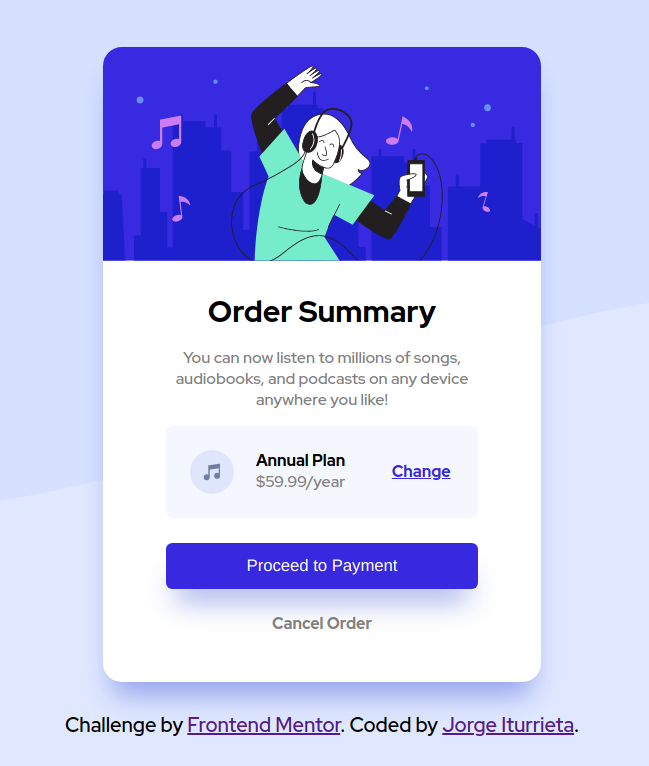 Order Summary
You can now listen to millions of songs,
audiobooks, and podcasts on any device
anywhere you like!
Annual Plan
$59.99/year
Change
Proceed to Payment
Cancel Order
Challenge by Frontend Mentor. Coded by Jorge Iturrieta.